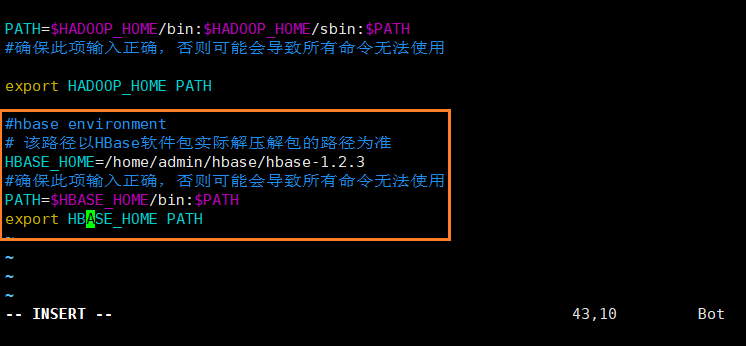 PATH=$HADOOP_HOME/bin:$HADOOP_HOME/sbin:$PATH
#确保此项输入正确，否则可能会导致所有命令无法使用
export HADOOP_HOME PATH
#hbase environment
# 该路径以HBase软件包实际解压解包的路径为准
HBASE_HOME=/home/admin/hbase/hbase-1.2.3
#确保此项输入正确，否则可能会导致所有命令无法使用
PATH=$HBASE_HOME/bin:$PATH
export HBASE_HOME PATH
~
~
~
~
-- INSERT -- 43,10 Bot